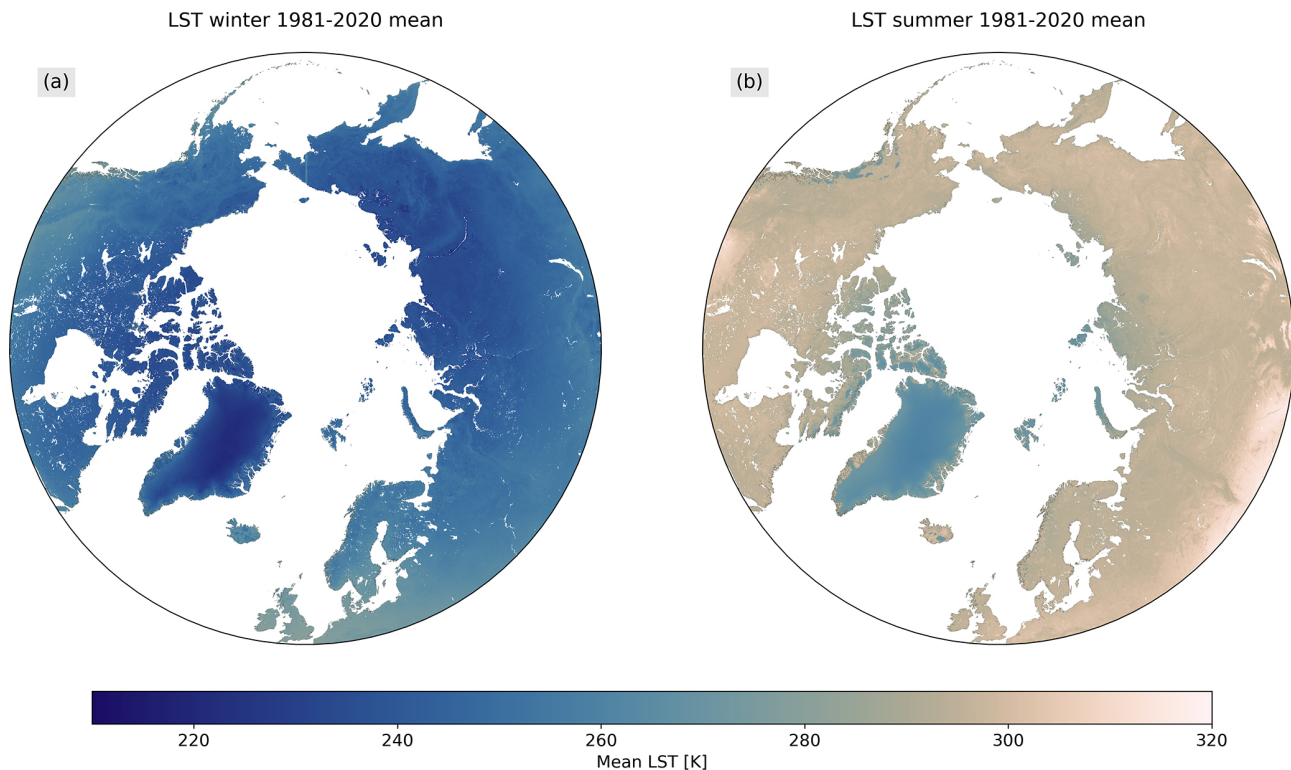 LST winter 1981-2020 mean
LST summer 1981-2020 mean
(a)
(b)
220 240 260 280 300 320
Mean LST [K]